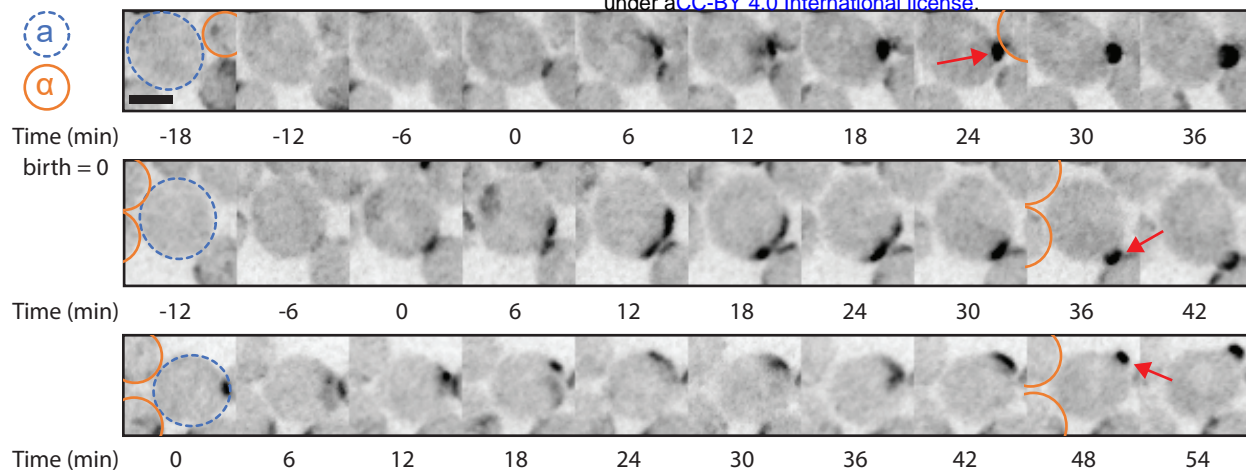 under aCC-BY 4.0 International license.
a
α
Time (min) -18 -12 -6 0 6 12 18 24 30 36
birth = 0
Time (min) -12 -6 0 6 12 18 24 30 36 42
Time (min) 0 6 12 18 24 30 36 42 48 54